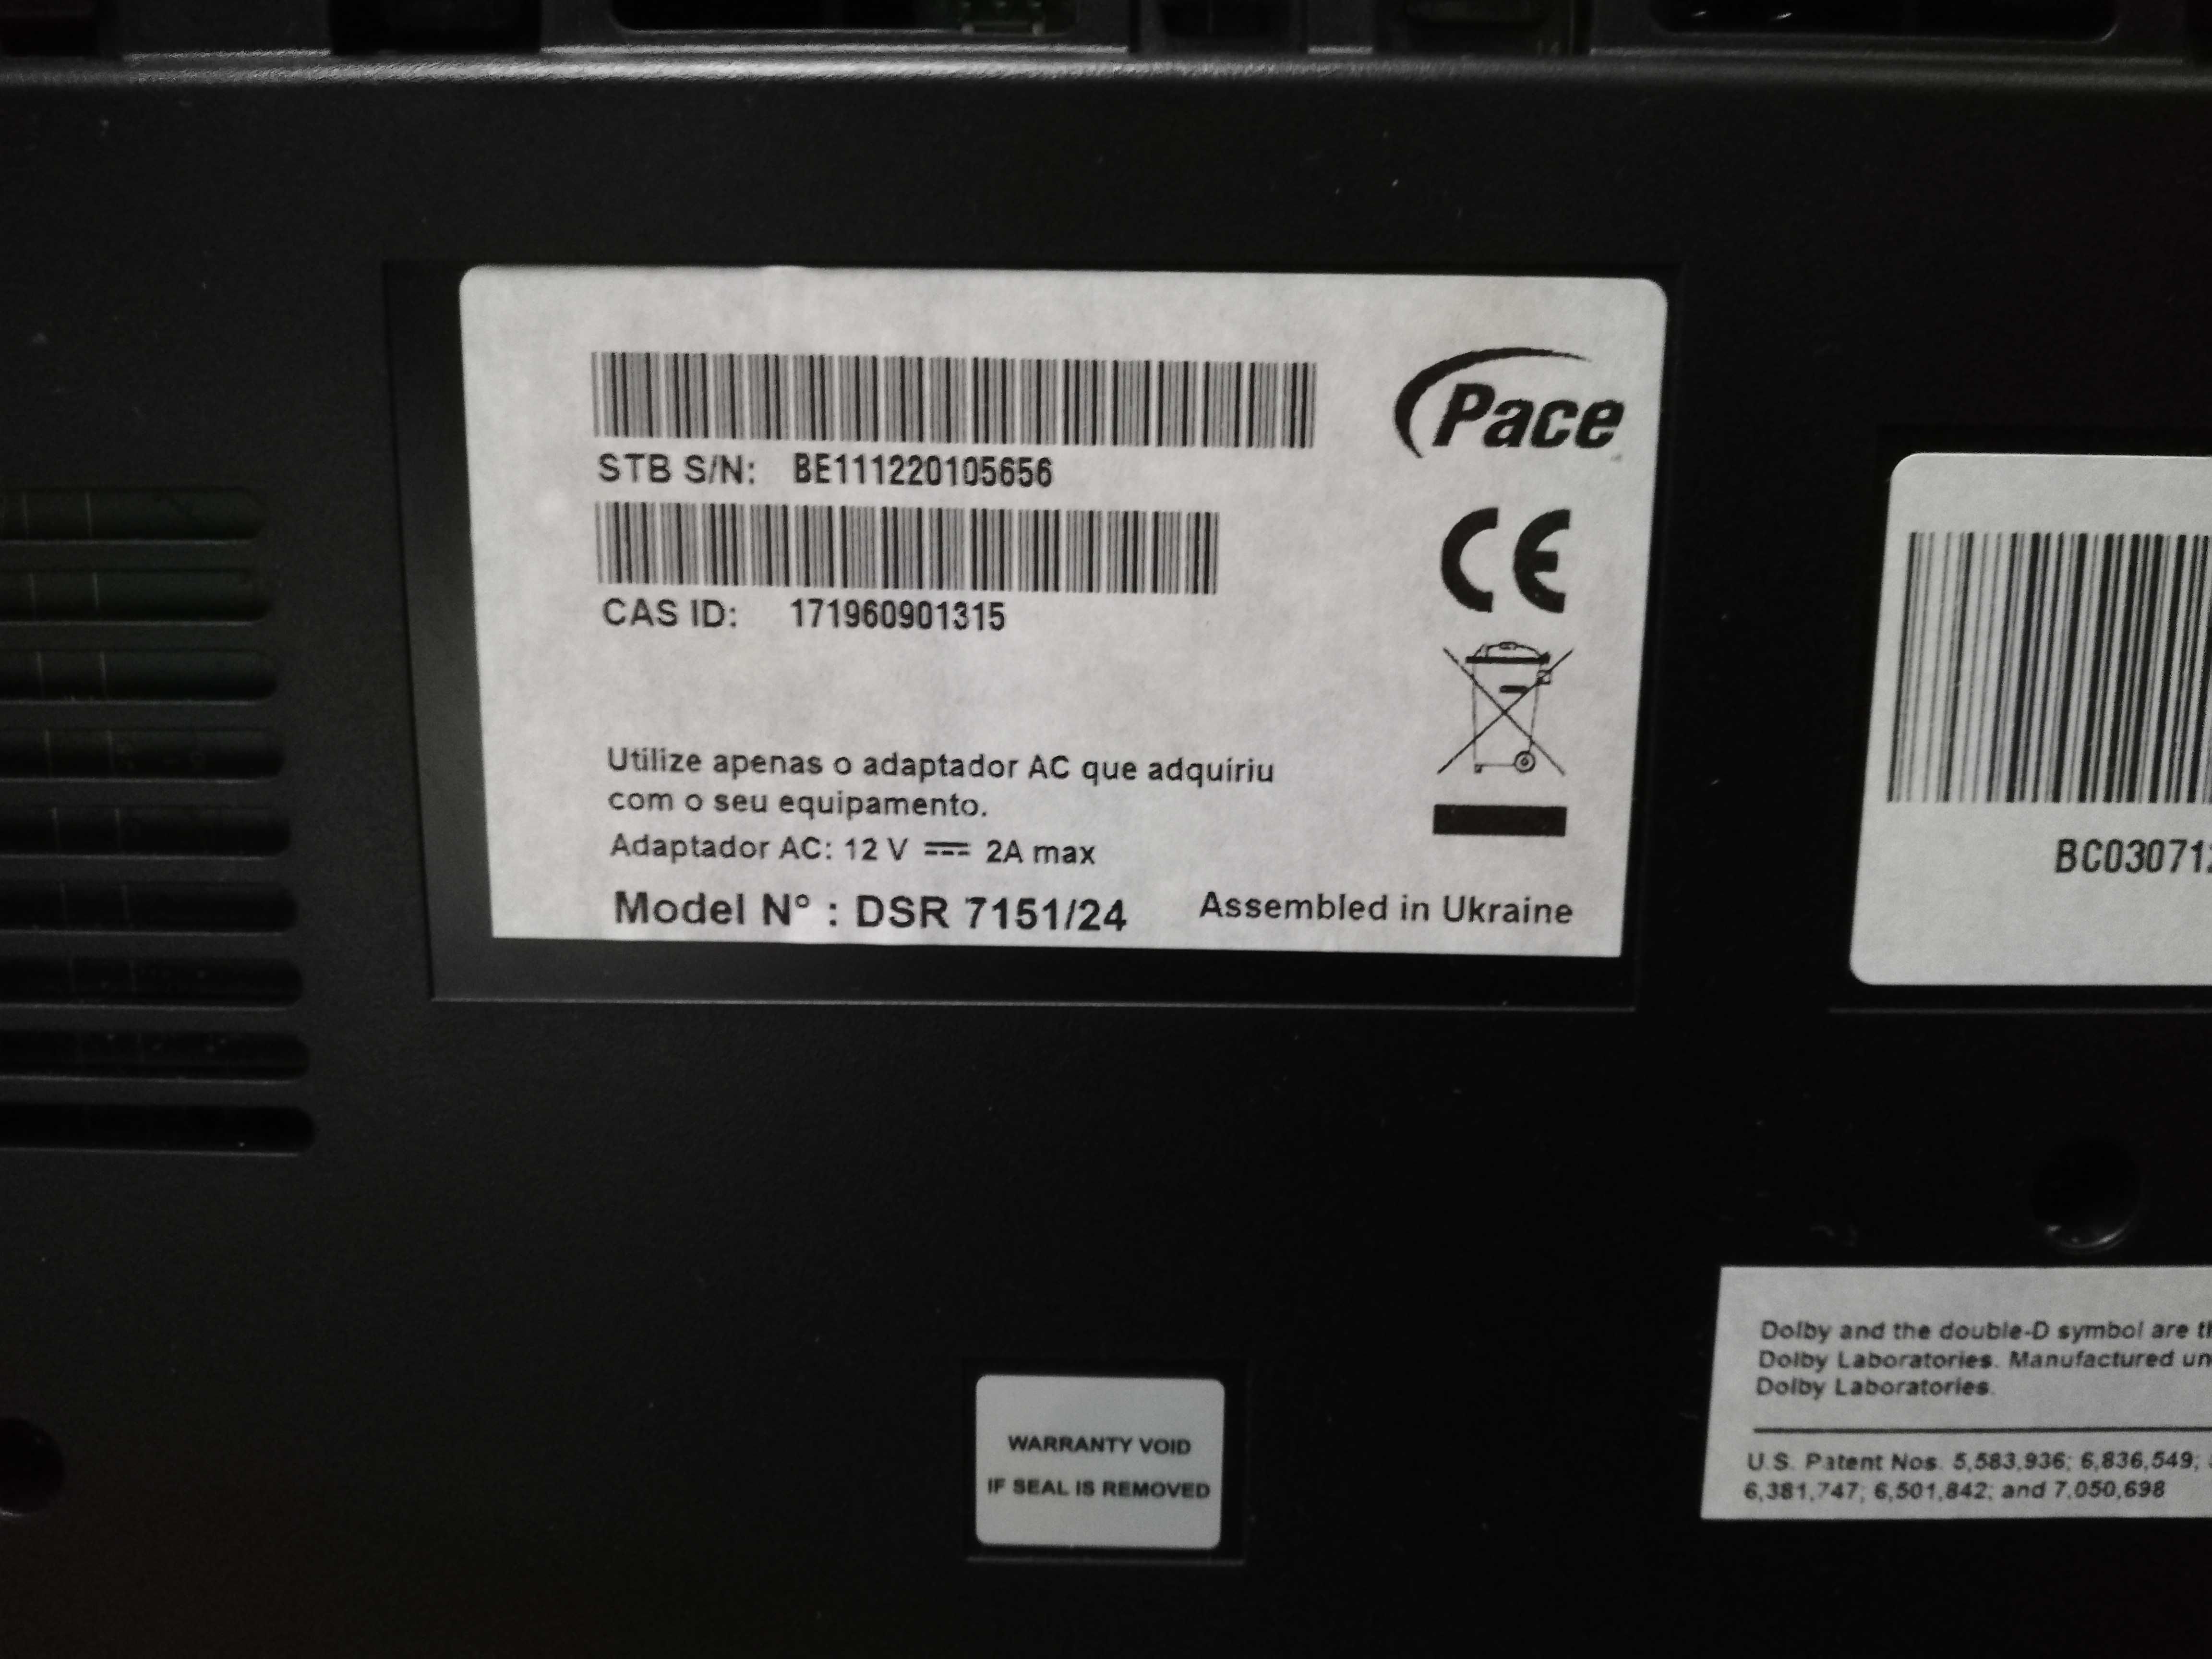 Pace
STB S/N: BE111220105656
CE
CAS ID: 171960901315
Utilize apenas o adaptador AC que adquiriu
com o seu equipamento.
Adaptador AC: 12 V 2A max
Model N° : DSR 7151/24
Assembled in Ukraine
BC03071
Dolby and the double-D symbol are
Dolby Laboratories. Manufactured
Dolby Laboratories.
U.S. Patent Nos. 5,583,936; 6,836,549;
6,381,747; 6,501,842; and 7,050,698
WARRANTY VOID
IF SEAL IS REMOVED